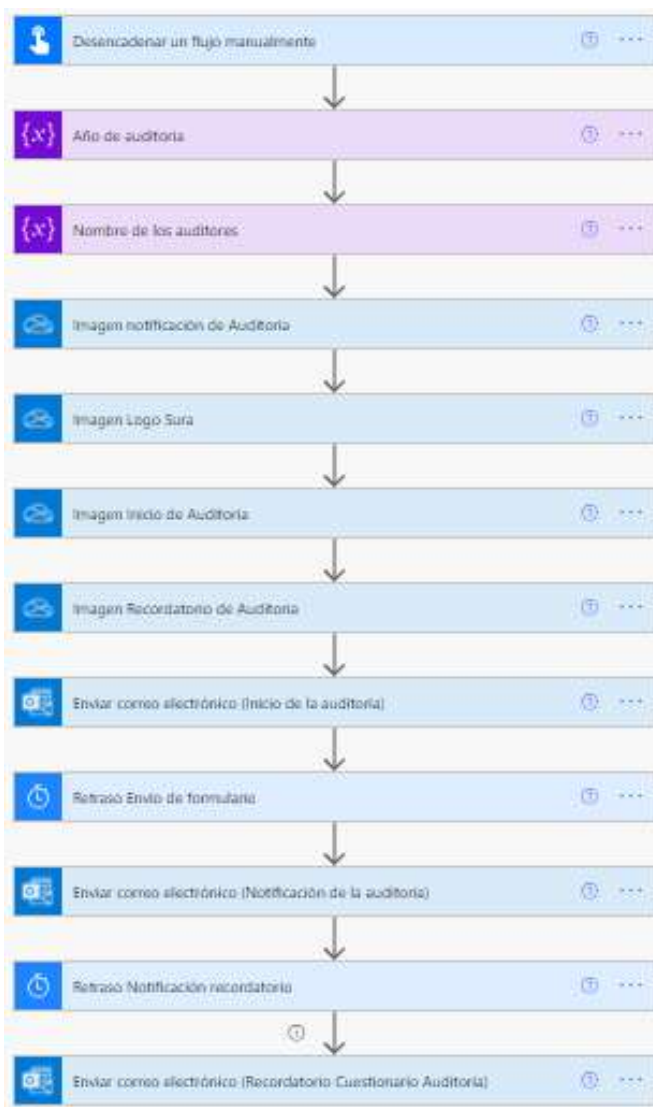 Desencadenar un flujo manualmente
{x} Año de auditoria
{x} Nombre de los auditores
Imagen notificación de Auditoria
Imagen Logo Sura
Imagen Inicio de Auditoria
Imagen Recordatorio de Auditoria
Enviar correo electrónico (Inicio de la auditoria)
Retraso Envio de formulario
Enviar correo electrónico (Notificación de la auditoria)
Retraso Notificación recordatorio
Enviar correo electrónico (Recordatorio Cuestionario Auditoria)